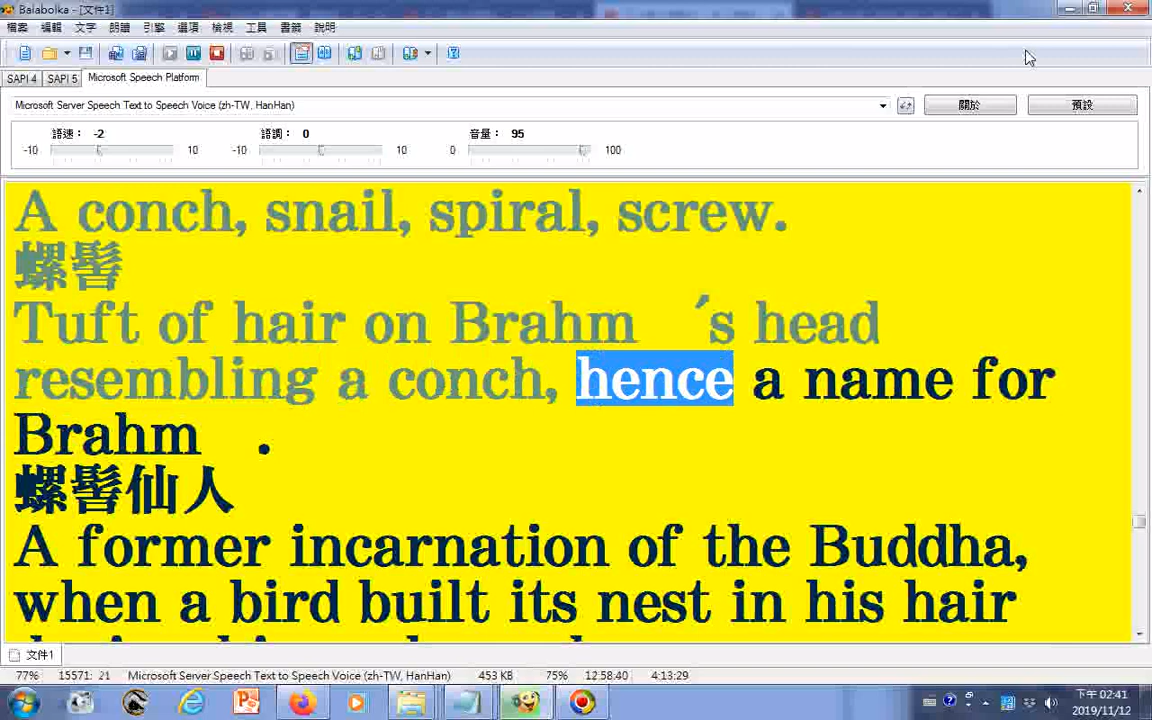 Balabolka - [文件1]
檔案 編輯 文字 朗讀 引擎 選項 檢視 工具 書籤 說明
SAPI 4 SAPI 5 Microsoft Speech Platform
Microsoft Server Speech Text to Speech Voice (zh-TW, HanHan) 關於 預設
語速： -2 語調： 0 音量： 95
-10 10 -10 10 0 100
A conch, snail, spiral, screw.
螺髻
Tuft of hair on Brahm ´s head
resembling a conch, hence a name for
Brahm .
螺髻仙人
A former incarnation of the Buddha,
when a bird built its nest in his hair
文件1
77% 15571: 21 Microsoft Server Speech Text to Speech Voice (zh-TW, HanHan) 453 KB 75% 12:58:40 4:13:29
下午 02:41
2019/11/12